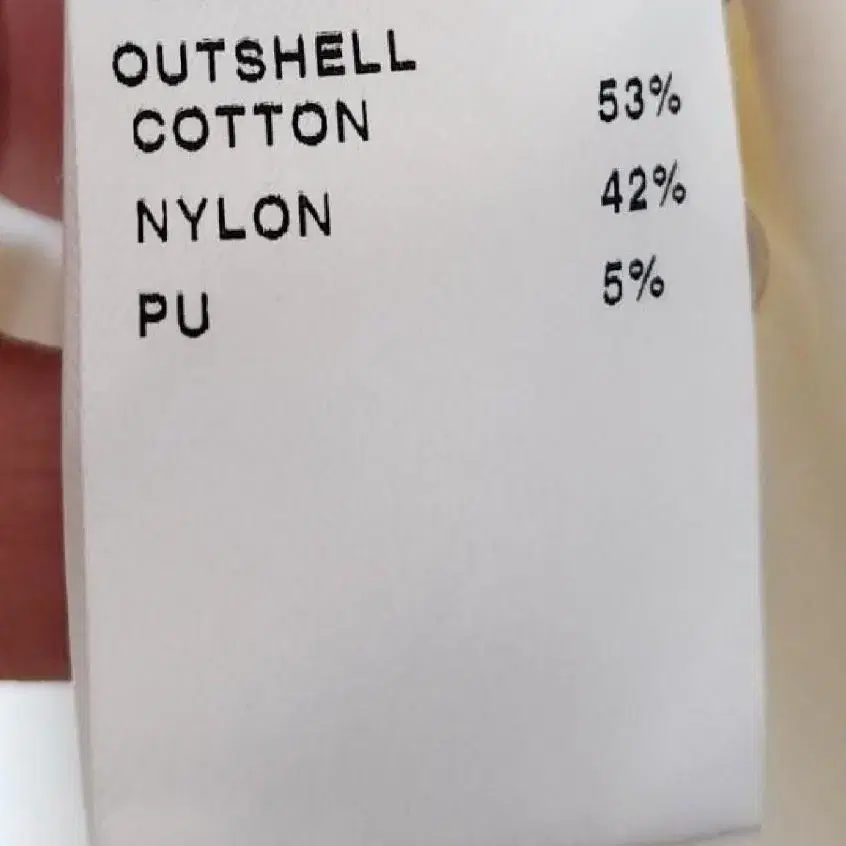 OUTSHELL
COTTON 53%
NYLON 42%
PU 5%